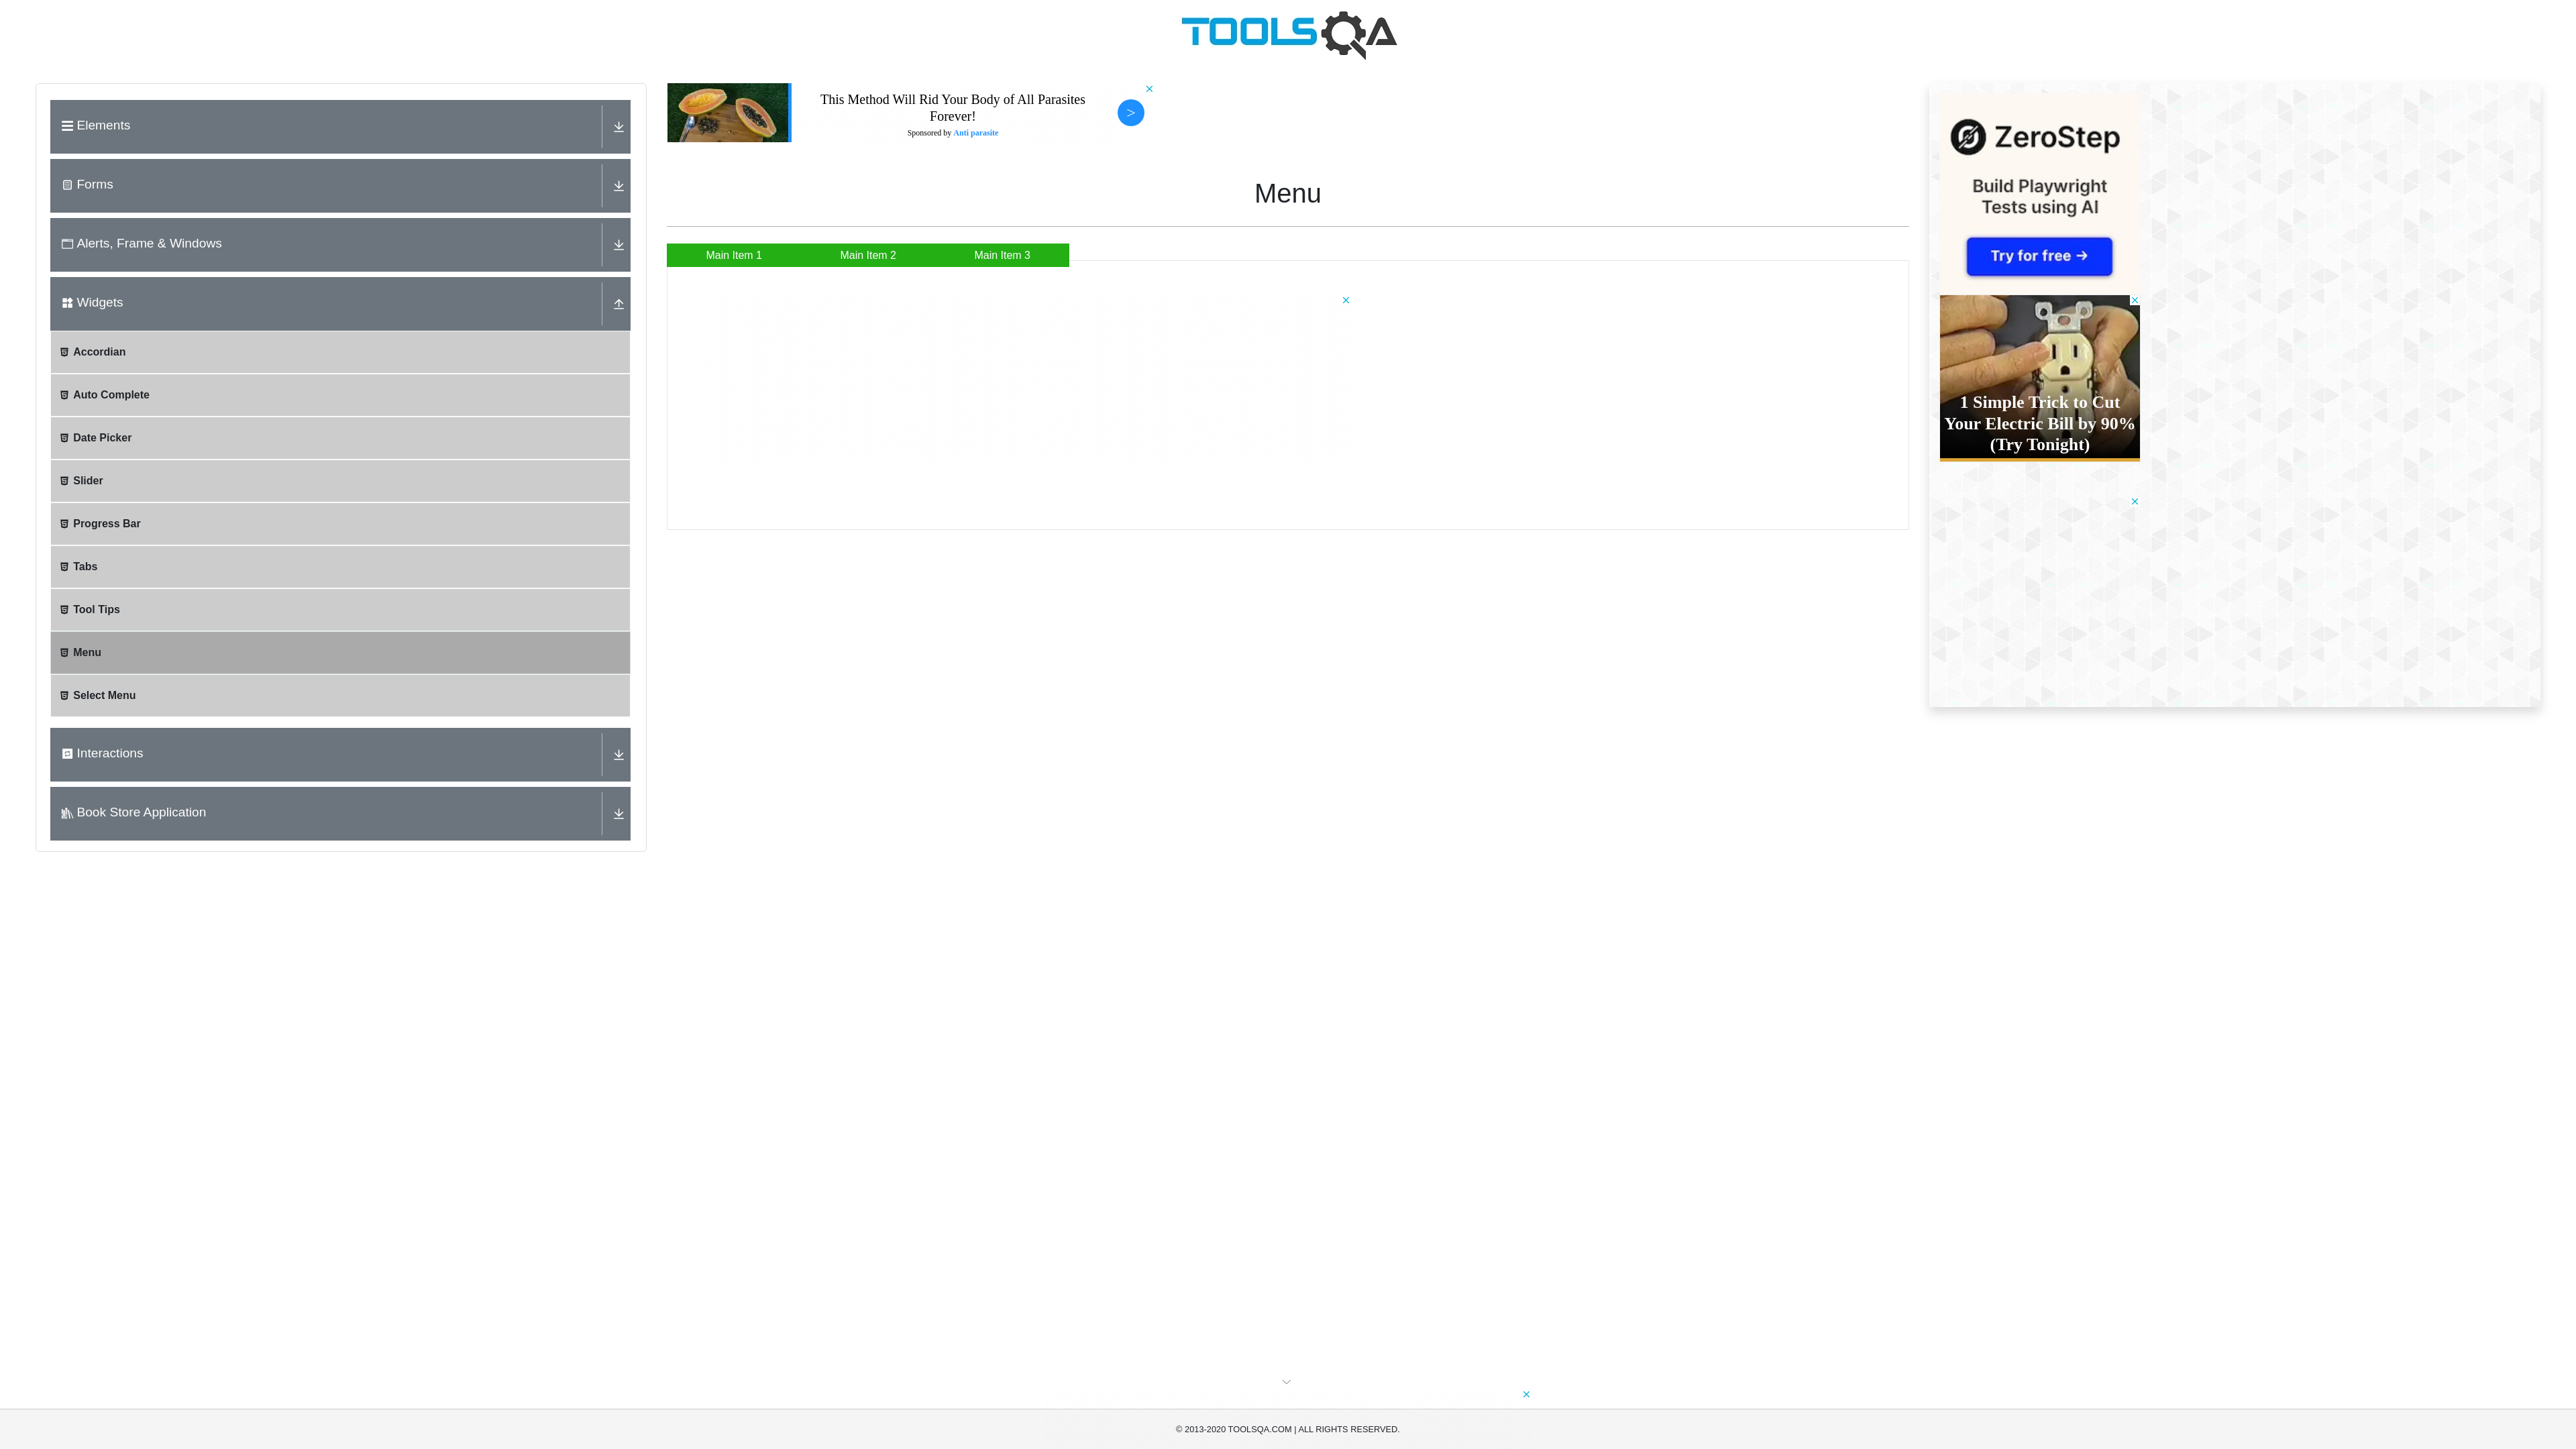 TOOLSQA
Elements
Forms
Alerts, Frame & Windows
Widgets
Accordian
Auto Complete
Date Picker
Slider
Progress Bar
Tabs
Tool Tips
Menu
Select Menu
Interactions
Book Store Application
This Method Will Rid Your Body of All Parasites
Forever!
Sponsored by Anti parasite
>
Menu
Main Item 1
Main Item 2
Main Item 3
ZeroStep
Build Playwright
Tests using AI
Try for free →
1 Simple Trick to Cut
Your Electric Bill by 90%
(Try Tonight)
© 2013-2020 TOOLSQA.COM | ALL RIGHTS RESERVED.